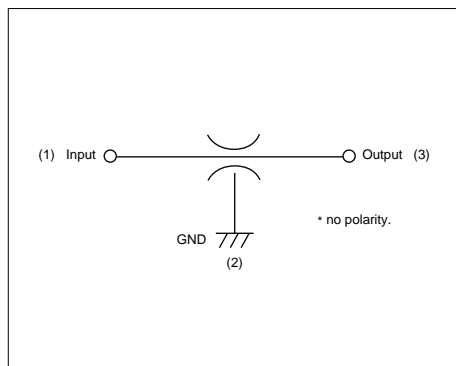 (1) Input Output (3)
* no polarity.
GND
(2)